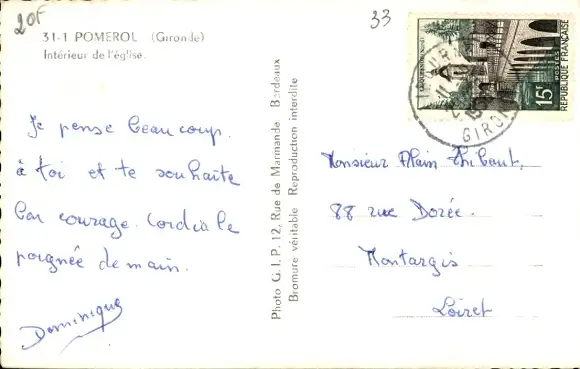 20F
33
31-1 POMEROL (Gironde)
Intérieur de l'église.
Je pense beaucoup
à toi et te souhaite
bon courage. Cordiale
poignée de main.
Dominique
Photo G.I.P. 12, Rue de Marmande Bordeaux
Bromure véritable Reproduction interdite
15F
POSTES
REPUBLIQUE FRANÇAISE
GIRONDE
Monsieur Alain Thibaut,
88 rue Dorée.
Montargis
Loiret